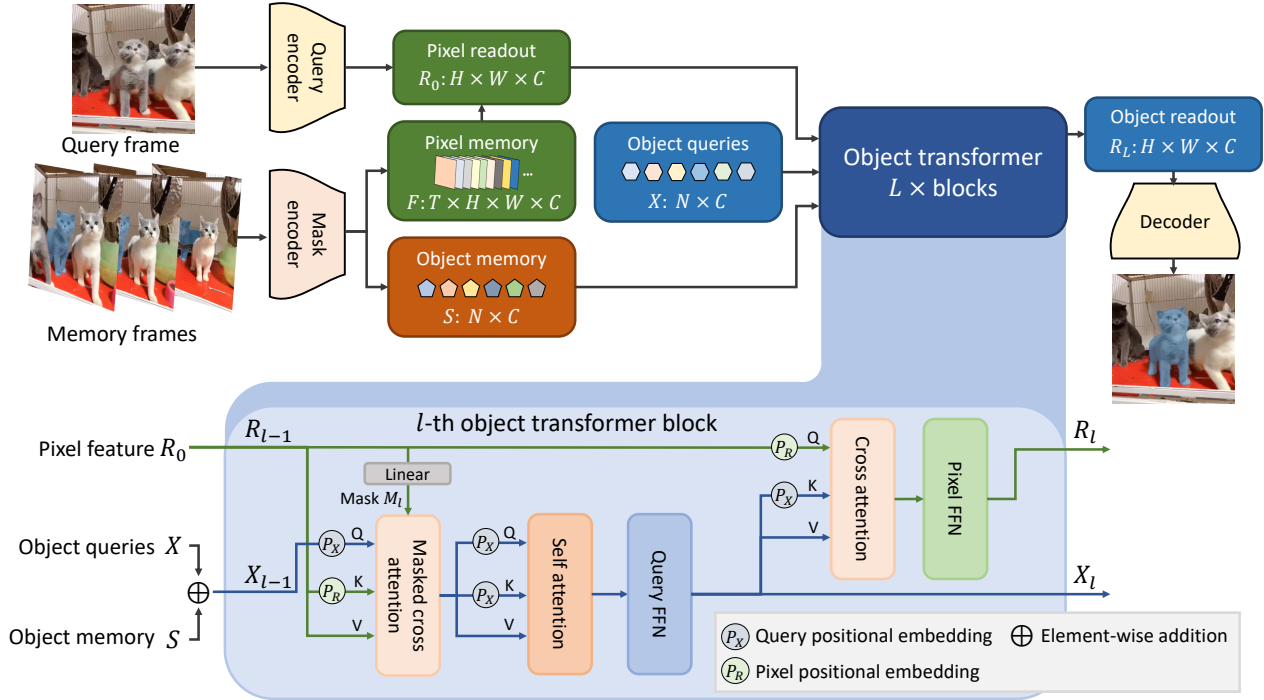 Query frame
Query
encoder
Pixel readout
R₀: H × W × C
Pixel memory
...
F: T × H × W × C
Object queries
X: N × C
Object transformer
L × blocks
Object readout
R_L: H × W × C
Decoder
Memory frames
Mask
encoder
Object memory
S: N × C
l-th object transformer block
Pixel feature R₀
R_{l−1}
Linear
Mask M_l
P_R
Q
P_X
K
V
Cross attention
Pixel FFN
R_l
Object queries X
X_{l−1}
Object memory S
P_X
Q
P_R
K
V
Masked cross
attention
P_X
Q
P_X
K
V
Self attention
Query FFN
X_l
P_X Query positional embedding
⊕ Element-wise addition
P_R Pixel positional embedding